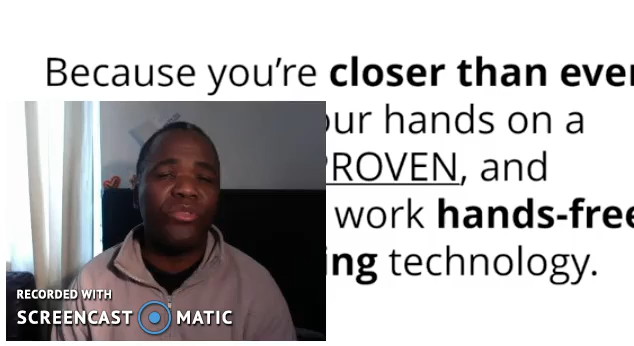 Because you're closer than ever
our hands on a
PROVEN, and
work hands-free
ing technology.
RECORDED WITH
SCREENCAST MATIC